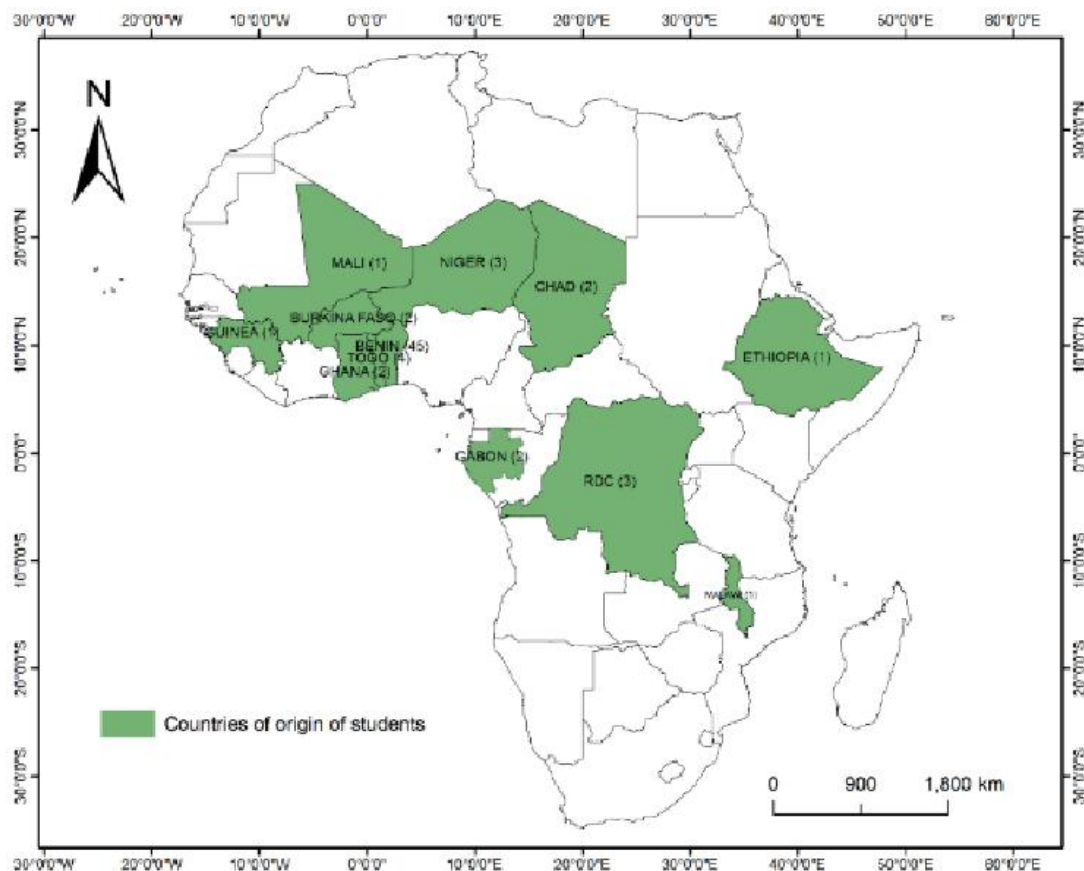 30°0'0"W 20°0'0"W 10°0'0"W 0°0'0" 10°0'0"E 20°0'0"E 30°0'0"E 40°0'0"E 50°0'0"E 60°0'0"E
N
30°0'0"N 30°0'0"N
20°0'0"N 20°0'0"N
MALI (1) NIGER (3)
CHAD (2)
BURKINA FASO (2)
GUINEA (1)
10°0'0"N 10°0'0"N
BENIN (45)
TOGO (4) ETHIOPIA (1)
GHANA (2)
0°0'0" 0°0'0"
GABON (2)
RDC (3)
10°0'0"S 10°0'0"S
20°0'0"S 20°0'0"S
Countries of origin of students
30°0'0"S 30°0'0"S
0 900 1,800 km
30°0'0"W 20°0'0"W 10°0'0"W 0°0'0" 10°0'0"E 20°0'0"E 30°0'0"E 40°0'0"E 50°0'0"E 60°0'0"E